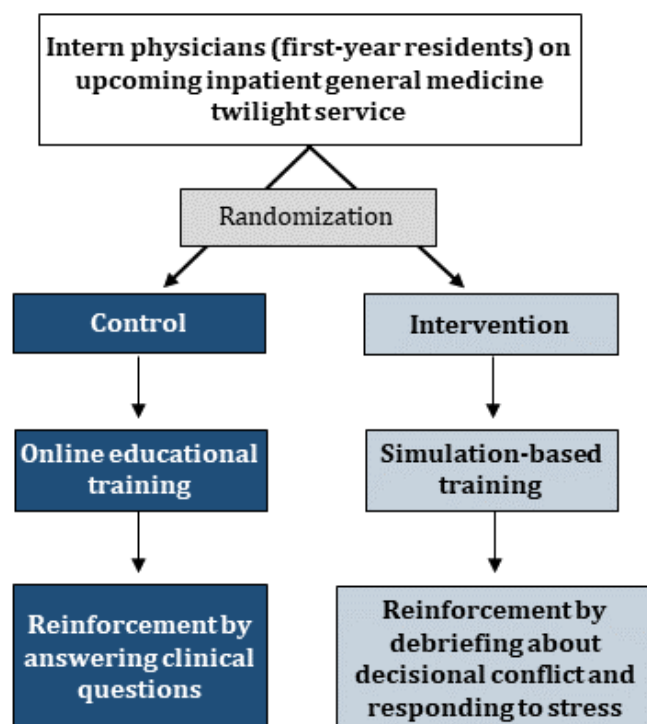 Intern physicians (first-year residents) on
upcoming inpatient general medicine
twilight service
Randomization
Control
Intervention
Online educational
training
Simulation-based
training
Reinforcement by
answering clinical
questions
Reinforcement by
debriefing about
decisional conflict and
responding to stress